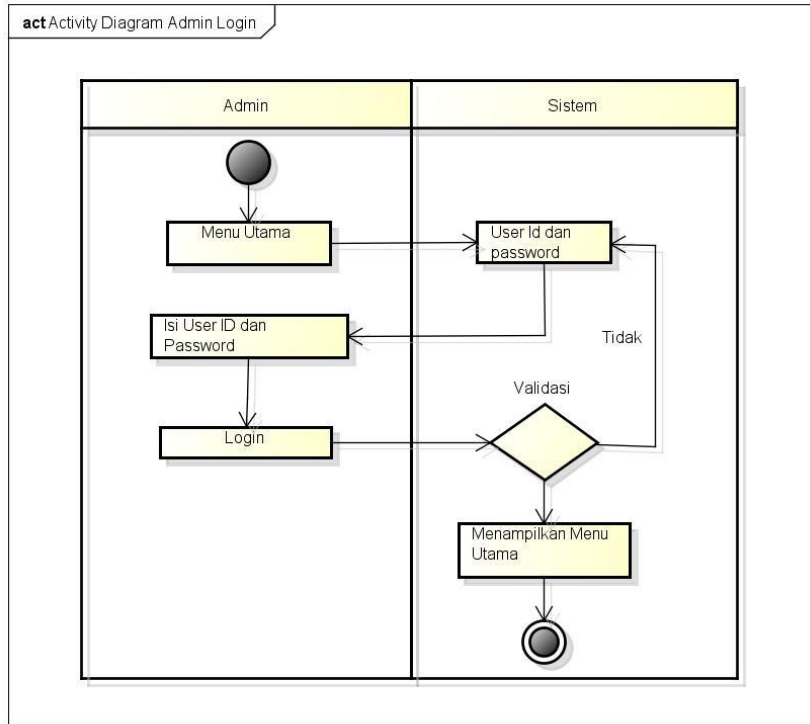 act Activity Diagram Admin Login
Admin
Sistem
Menu Utama
User Id dan
password
Isi User ID dan
Password
Tidak
Validasi
Login
Menampilkan Menu
Utama